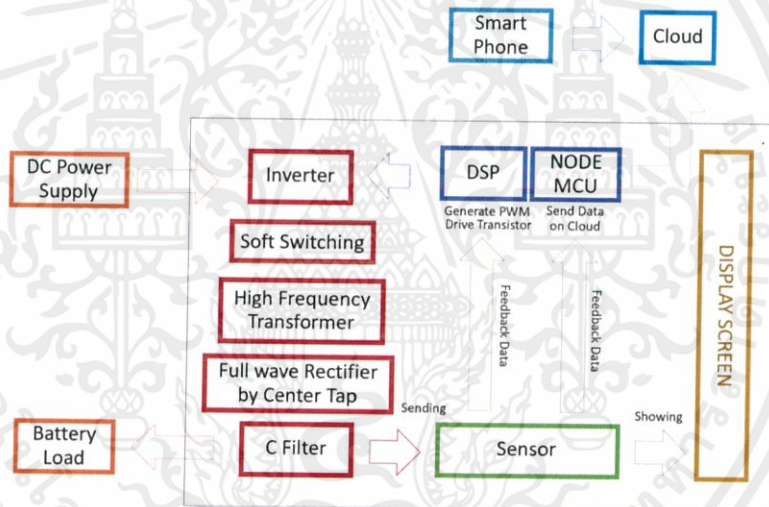 Smart
Phone
Cloud
DC Power
Supply
Inverter
DSP
NODE
MCU
Generate PWM
Drive Transistor
Send Data
on Cloud
Soft Switching
High Frequency
Transformer
Full wave Rectifier
by Center Tap
Feedback Data
Feedback Data
DISPLAY SCREEN
Sending
Showing
Battery
Load
C Filter
Sensor